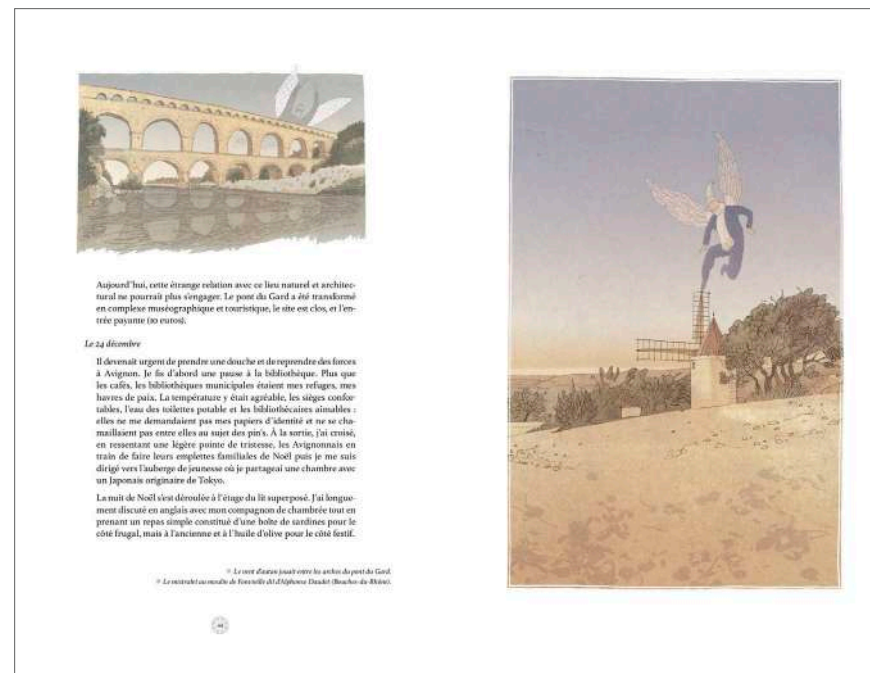 Aujourd'hui, cette étrange relation avec ce lieu naturel et architec-
tural ne pourrait plus s'engager. Le pont du Gard a été transformé
en complexe muséographique et touristique, le site est clos, et l'en-
trée payante (10 euros).
Le 24 décembre
Il devenait urgent de prendre une douche et de reprendre des forces
à Avignon. Je fis d'abord une pause à la bibliothèque. Plus que
les cafés, les bibliothèques municipales étaient mes refuges, mes
havres de paix. La température y était agréable, les sièges confor-
tables, l'eau des toilettes potable et les bibliothécaires aimables :
elles ne me demandaient pas mes papiers d'identité et ne se cha-
maillaient pas entre elles au sujet des pin's. À la sortie, j'ai croisé,
en ressentant une légère pointe de tristesse, les Avignonnais en
train de faire leurs emplettes familiales de Noël puis je me suis
dirigé vers l'auberge de jeunesse où je partageai une chambre avec
un Japonais originaire de Tokyo.
La nuit de Noël s'est déroulée à l'étage du lit superposé. J'ai longue-
ment discuté en anglais avec mon compagnon de chambrée tout en
prenant un repas simple constitué d'une boîte de sardines pour le
côté frugal, mais à l'ancienne et à l'huile d'olive pour le côté festif.
Le vent d'autan jouait entre les arches du pont du Gard.
Le mistralet au moulin de Fontvielle dit d'Alphonse Daudet (Bouches-du-Rhône).